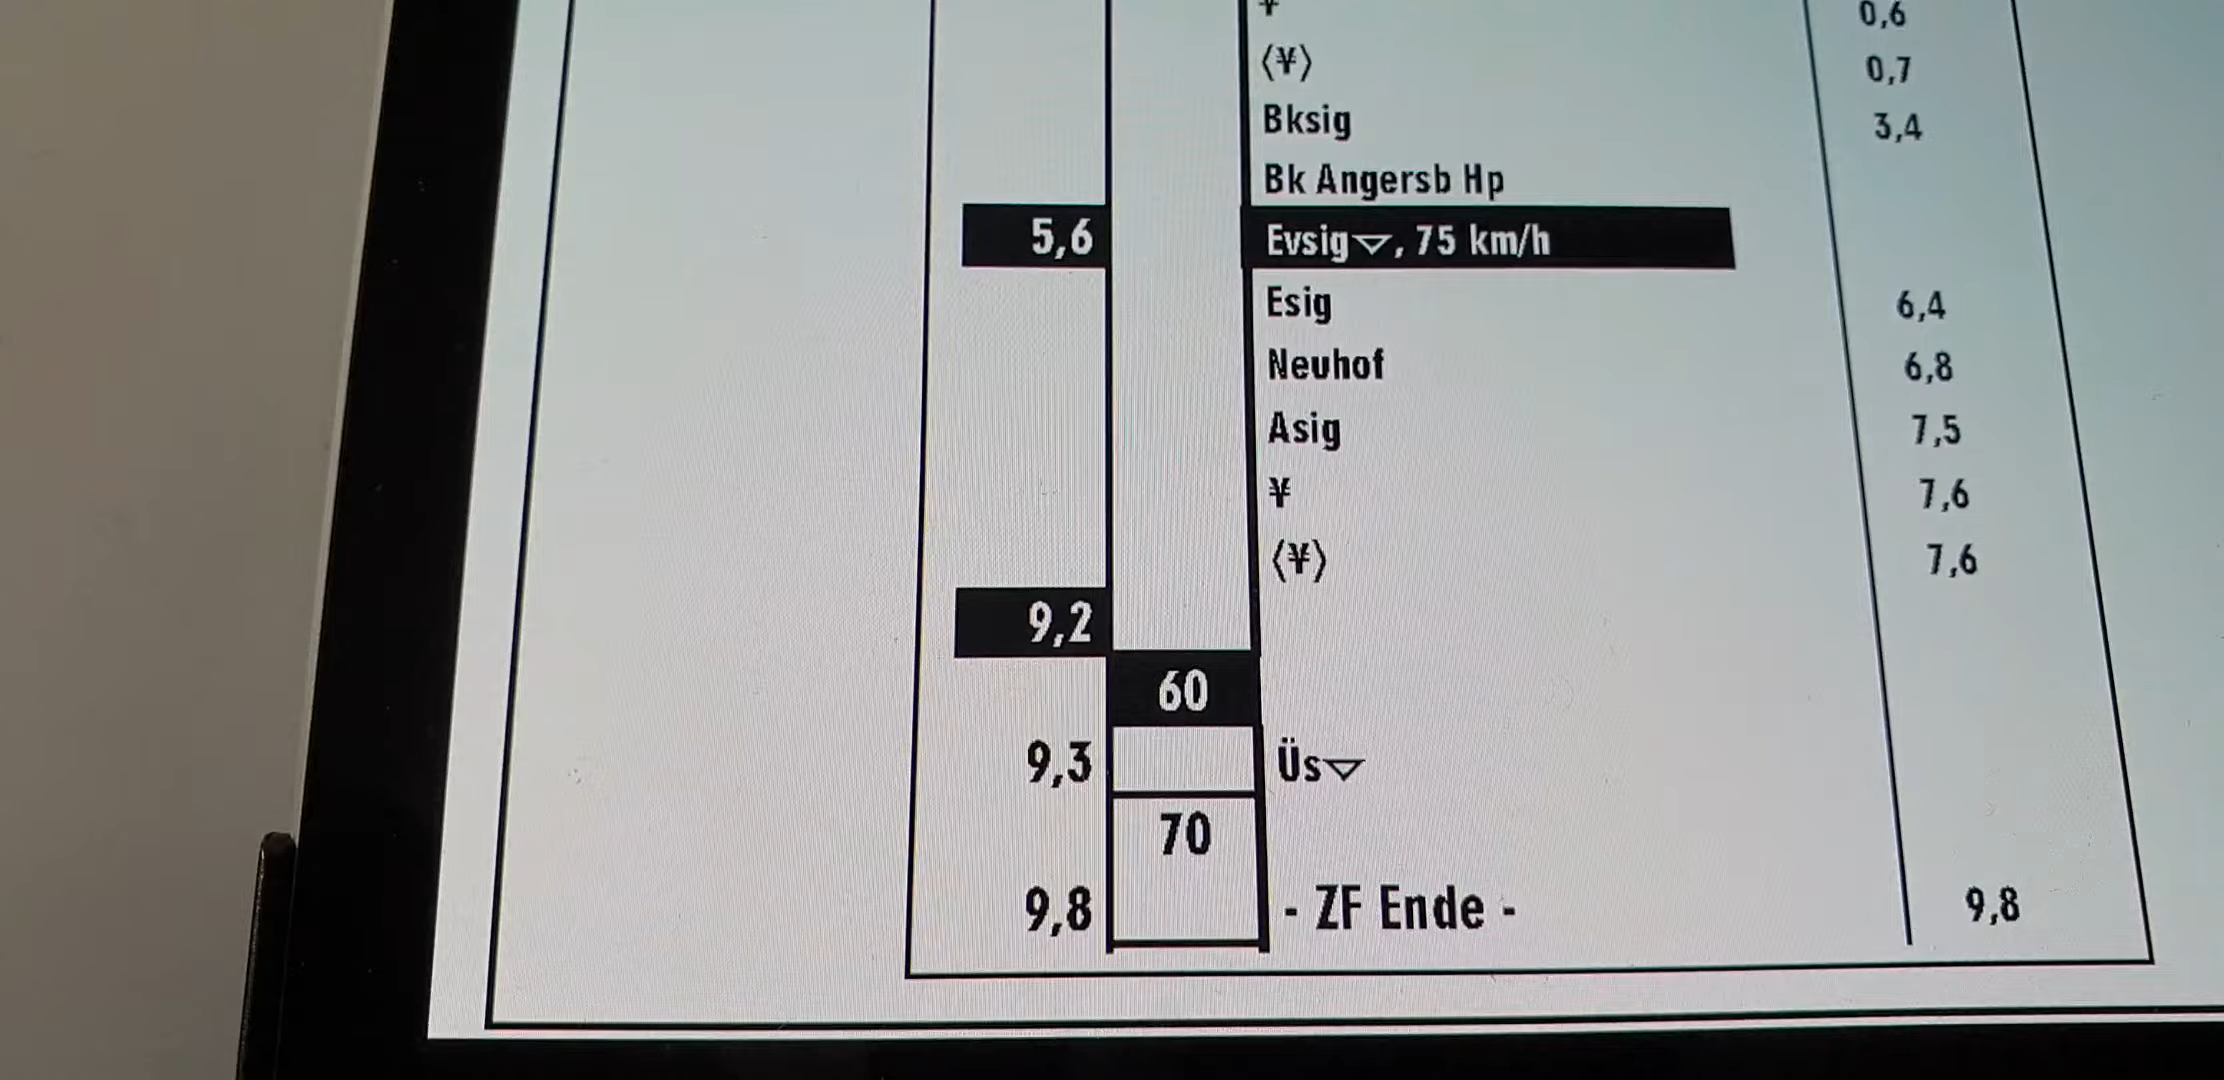 ¥ 0,6
⟨¥⟩ 0,7
Bksig 3,4
Bk Angersb Hp
5,6 Evsig▽, 75 km/h
Esig 6,4
Neuhof 6,8
Asig 7,5
¥ 7,6
⟨¥⟩ 7,6
9,2
60
9,3 Üs▽
70
9,8 - ZF Ende - 9,8